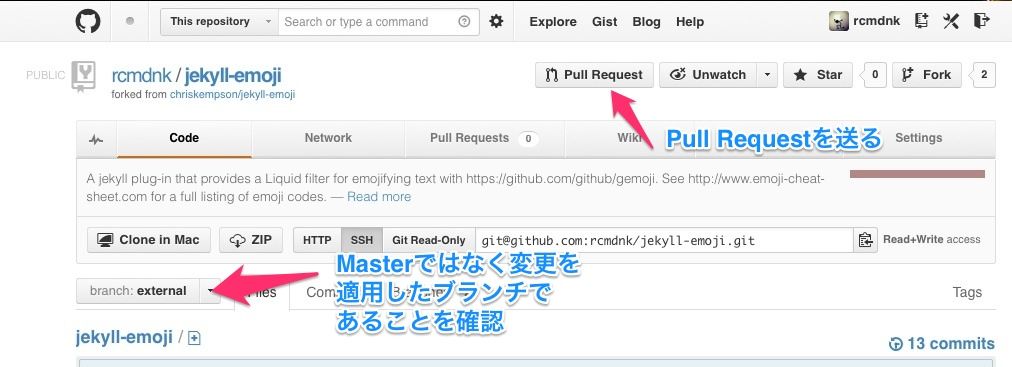 This repository Search or type a command Explore Gist Blog Help rcmdnk
PUBLIC rcmdnk / jekyll-emoji Pull Request Unwatch Star 0 Fork 2
forked from chriskempson/jekyll-emoji
Pull Requestを送る
Code Network Pull Requests 0 Wiki Settings
A jekyll plug-in that provides a Liquid filter for emojifying text with https://github.com/github/gemoji. See http://www.emoji-cheat-
sheet.com for a full listing of emoji codes. — Read more
Clone in Mac ZIP HTTP SSH Git Read-Only git@github.com:rcmdnk/jekyll-emoji.git Read+Write access
Masterではなく変更を
適用したブランチで
あることを確認
branch: external Files Tags
jekyll-emoji / 13 commits